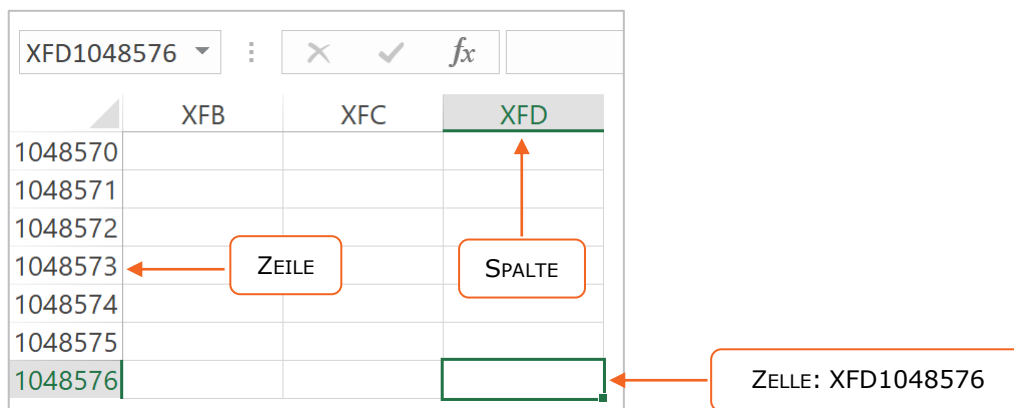 XFD1048576 fx
XFB XFC XFD
1048570
1048571
1048572
1048573 ZEILE SPALTE
1048574
1048575
1048576 ZELLE: XFD1048576